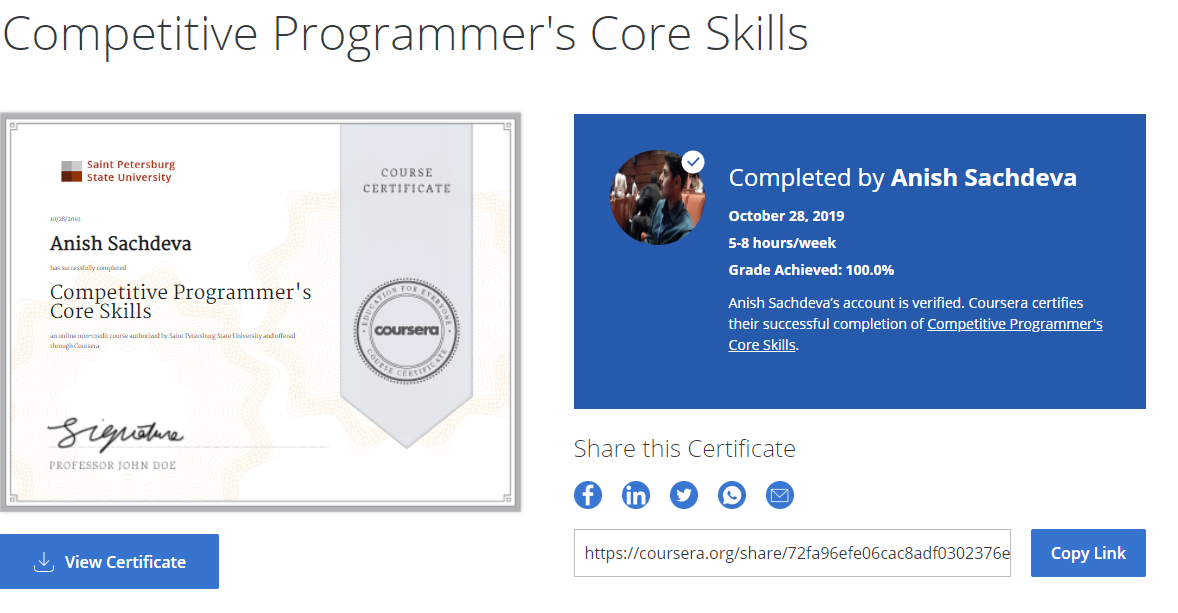 Competitive Programmer's Core Skills
Saint Petersburg
State University
10/28/2019
Anish Sachdeva
has successfully completed
Competitive Programmer's
Core Skills
an online non-credit course authorized by Saint Petersburg State University and offered
through Coursera
Signature
PROFESSOR JOHN DOE
COURSE
CERTIFICATE
EDUCATION FOR EVERYONE
coursera
COURSE CERTIFICATE
View Certificate
Completed by Anish Sachdeva
October 28, 2019
5-8 hours/week
Grade Achieved: 100.0%
Anish Sachdeva's account is verified. Coursera certifies
their successful completion of Competitive Programmer's
Core Skills.
Share this Certificate
https://coursera.org/share/72fa96efe06cac8adf0302376e
Copy Link